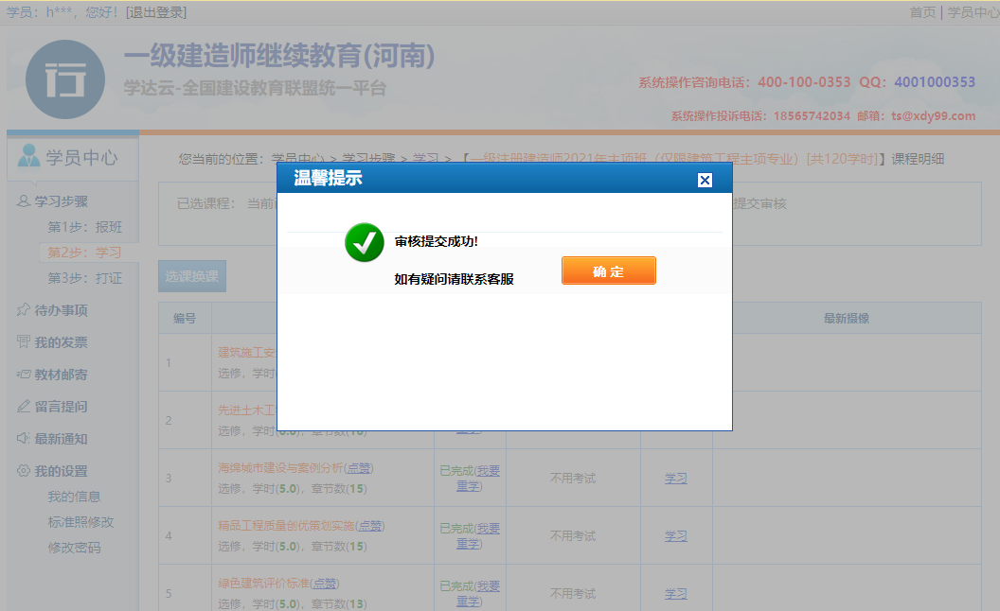 学员：h***，您好！[退出登录]
首页 | 学员中心
一级建造师继续教育(河南)
学达云-全国建设教育联盟统一平台
系统操作咨询电话：400-100-0353 QQ：4001000353
系统操作投诉电话：18565742034 邮箱：ts@xdy99.com
行
学员中心
学习步骤
第1步：报班
第2步：学习
第3步：打证
待办事项
我的发票
教材邮寄
留言提问
最新通知
我的设置
我的信息
标准照修改
修改密码
您当前的位置：学员中心 > 学习步骤 > 学习 > 【一级注册建造师2021年主项班（仅限建筑工程主项专业）[共120学时]】课程明细
已选课程： 当前
提交审核
温馨提示
审核提交成功!
如有疑问请联系客服
确 定
选课换课
编号
最新摄像
1
建筑施工安
选修，学时
2
先进土木工
选修，学时(5.0)，章节数(16)
重学)
3
海绵城市建设与案例分析(点赞)
选修，学时(5.0)，章节数(15)
已完成(我要
重学)
不用考试
学习
4
精品工程质量创优策划实施(点赞)
选修，学时(5.0)，章节数(15)
已完成(我要
重学)
不用考试
学习
5
绿色建筑评价标准(点赞)
选修，学时(5.0)，章节数(13)
已完成(我要
重学)
不用考试
学习